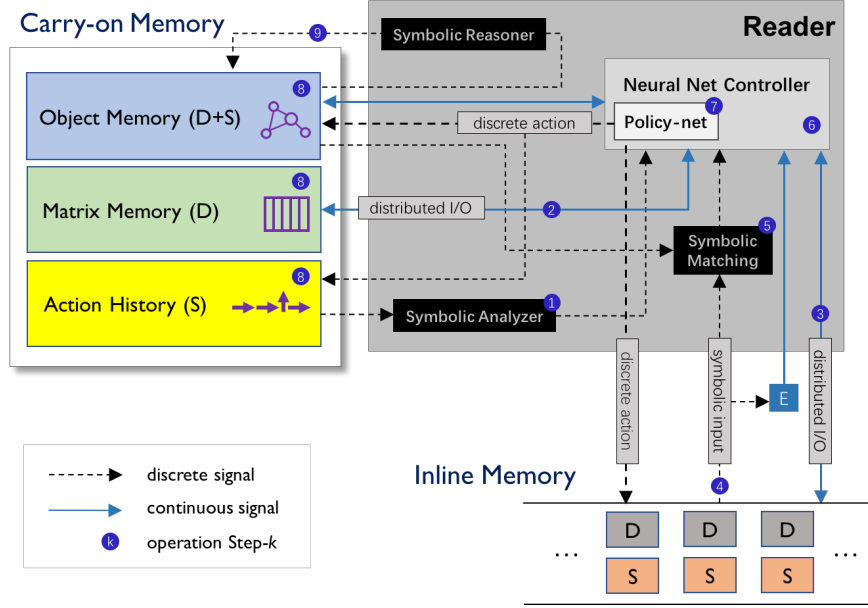 Carry-on Memory
9
Symbolic Reasoner
Reader
8
Object Memory (D+S)
Neural Net Controller
7
Policy-net
6
discrete action
8
Matrix Memory (D)
distributed I/O
2
5
Symbolic
Matching
8
Action History (S)
1
Symbolic Analyzer
3
discrete action
symbolic input
E
distributed I/O
discrete signal
continuous signal
k
operation Step-k
Inline Memory
4
D
D
D
...
...
S
S
S